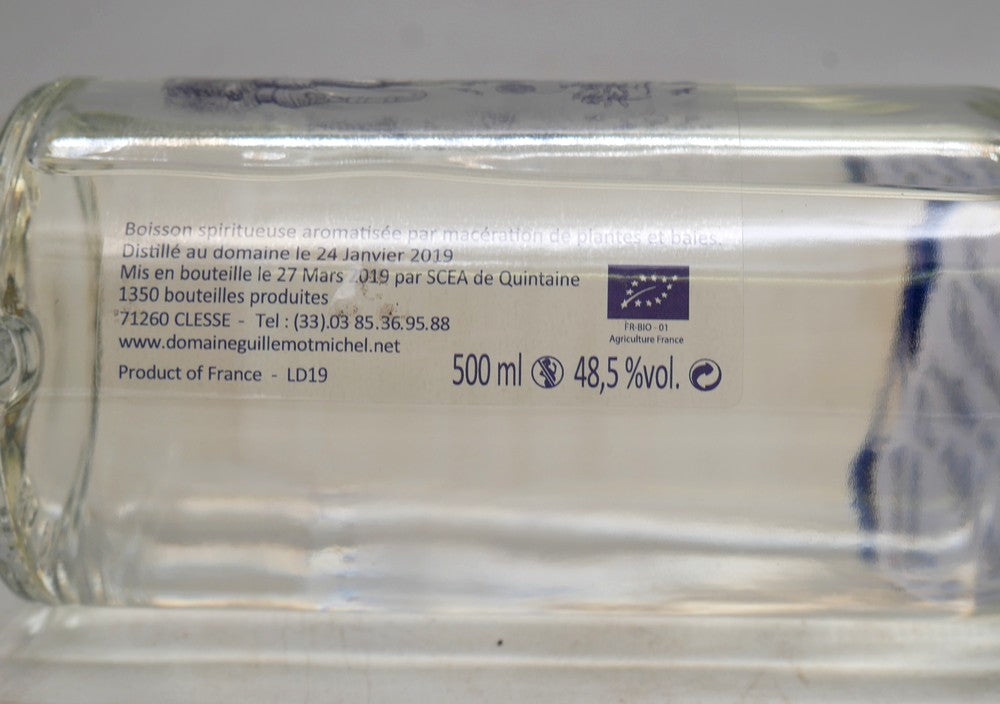 Boisson spiritueuse aromatisée par macération de plantes et baies.
Distillé au domaine le 24 Janvier 2019
Mis en bouteille le 27 Mars 2019 par SCEA de Quintaine
1350 bouteilles produites
71260 CLESSE - Tel : (33).03 85.36.95.88
www.domaineguillemotmichel.net
Product of France - LD19
FR-BIO-01
Agriculture France
500 ml 48,5 %vol.